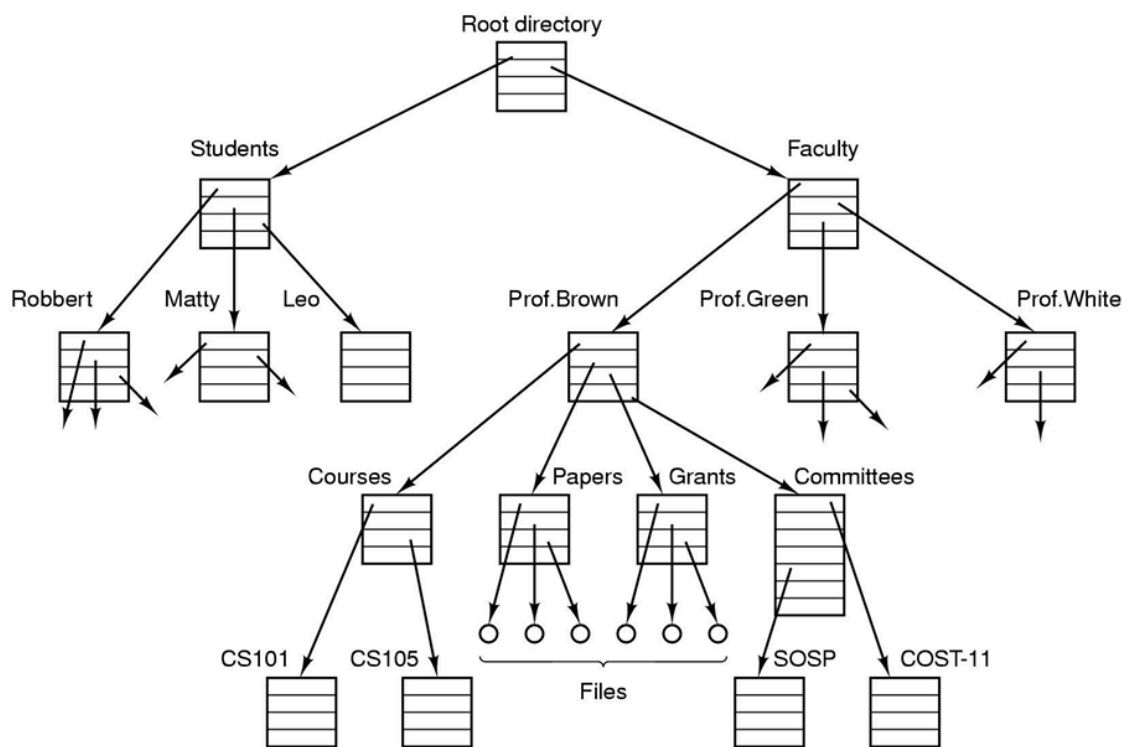 Root directory
Students
Faculty
Robbert
Matty
Leo
Prof.Brown
Prof.Green
Prof.White
Courses
Papers
Grants
Committees
CS101
CS105
SOSP
COST-11
Files